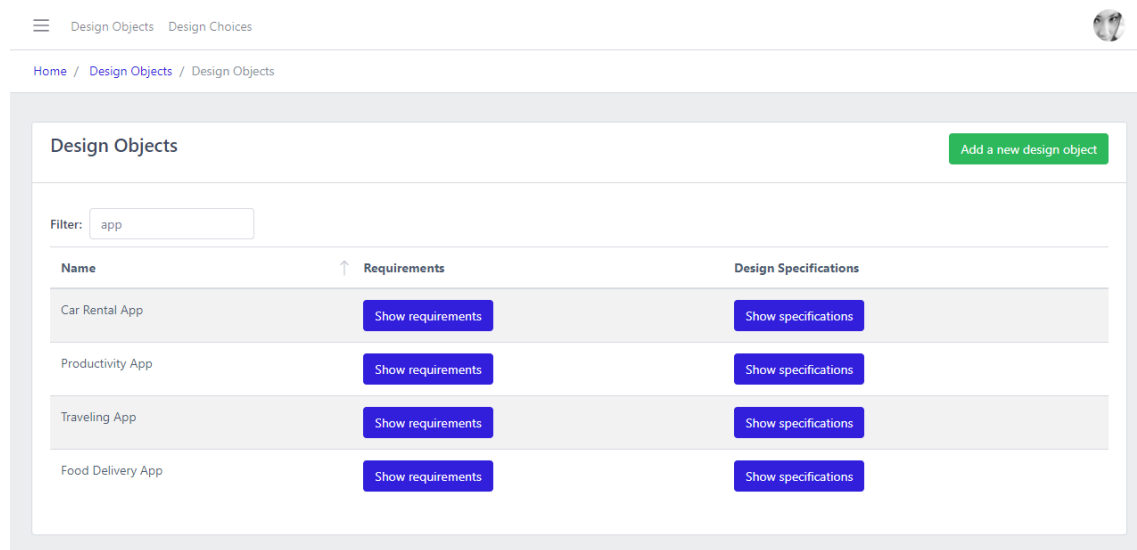 Design Objects Design Choices
Home / Design Objects / Design Objects
Design Objects
Add a new design object
Filter: app
Name Requirements Design Specifications
Car Rental App Show requirements Show specifications
Productivity App Show requirements Show specifications
Traveling App Show requirements Show specifications
Food Delivery App Show requirements Show specifications